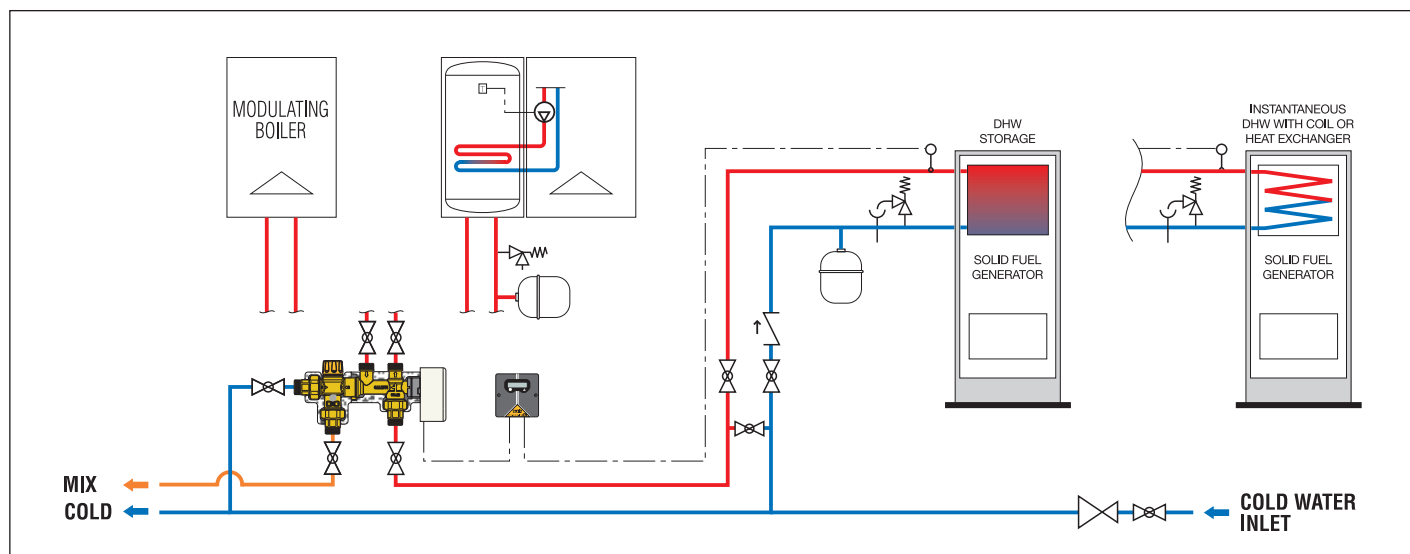 MODULATING
BOILER
T
DHW
STORAGE
INSTANTANEOUS
DHW WITH COIL OR
HEAT EXCHANGER
SOLID FUEL
GENERATOR
SOLID FUEL
GENERATOR
MIX
COLD
COLD WATER
INLET